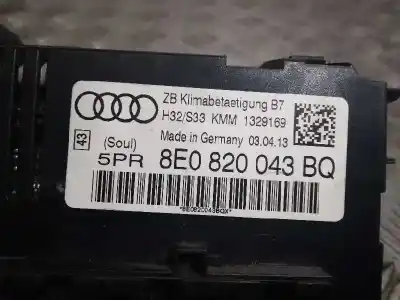 ZB Klimabetaetigung B7
H32/S33 KMM 1329169
Made in Germany 03.04.13
43
(Soul)
5PR 8E0 820 043 BQ
*8E0820043BQX*